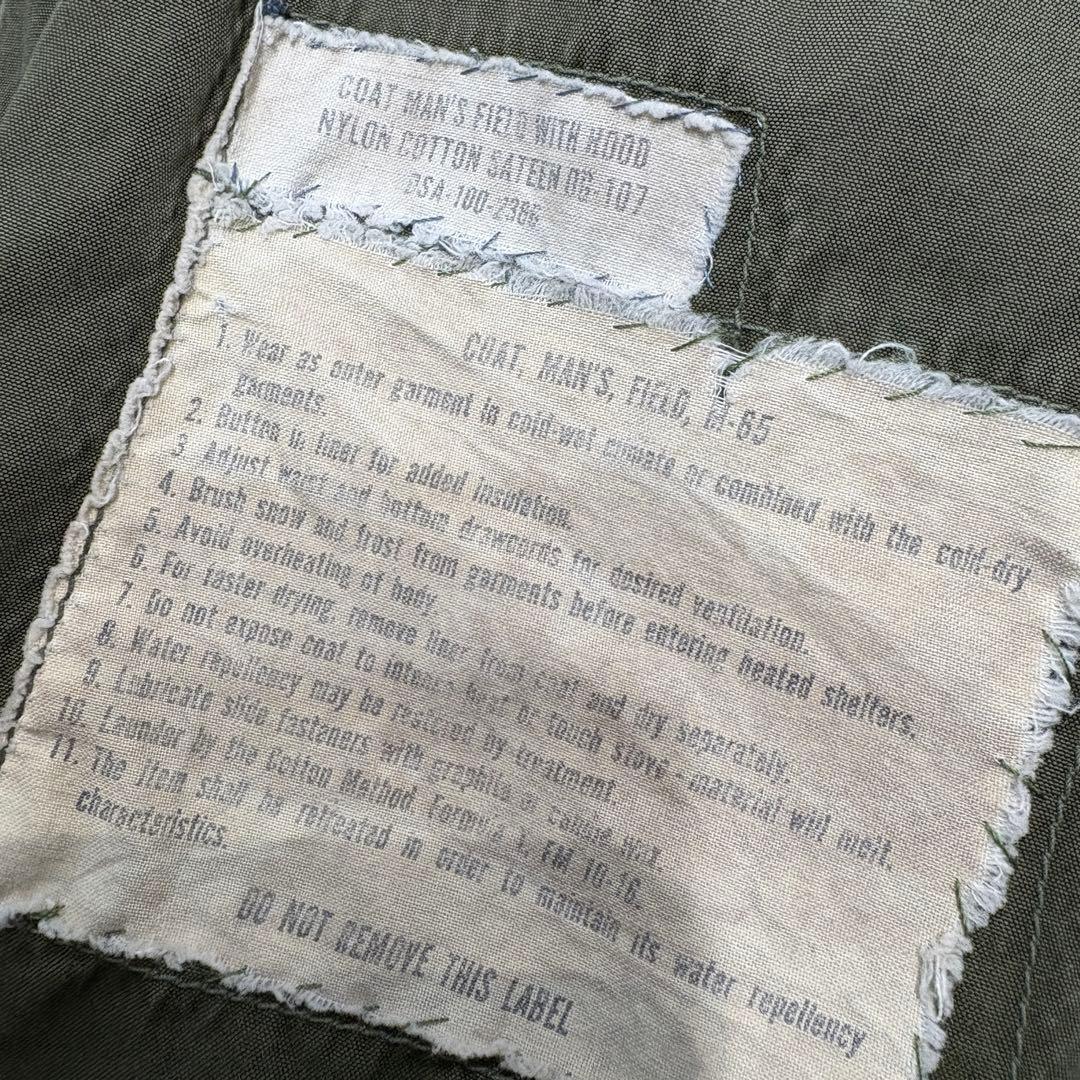 COAT MAN'S FIELD WITH HOOD
NYLON COTTON SATEEN OG-107
DSA-100-2386
COAT, MAN'S, FIELD, M-65
1. Wear as outer garment in cold-wet climate or combined with the cold-dry
garments.
2. Button in liner for added insulation.
3 Adjust waist and bottom drawcords for desired ventilation.
4. Brush snow and frost from garments before entering heated shelters.
5. Avoid overheating of body.
6 For faster drying, remove liner from coat and dry separately.
7. Do not expose coat to intense heat or touch stove - material will melt.
8. Water repellency may be restored by treatment.
9. Lubricate slide fasteners with graphite or candle
10. Launder by the Cotton Method Formula 1, FM 10-16.
11. The Item shall be retreated in order to maintain its water repellency
characteristics.
DO NOT REMOVE THIS LABEL